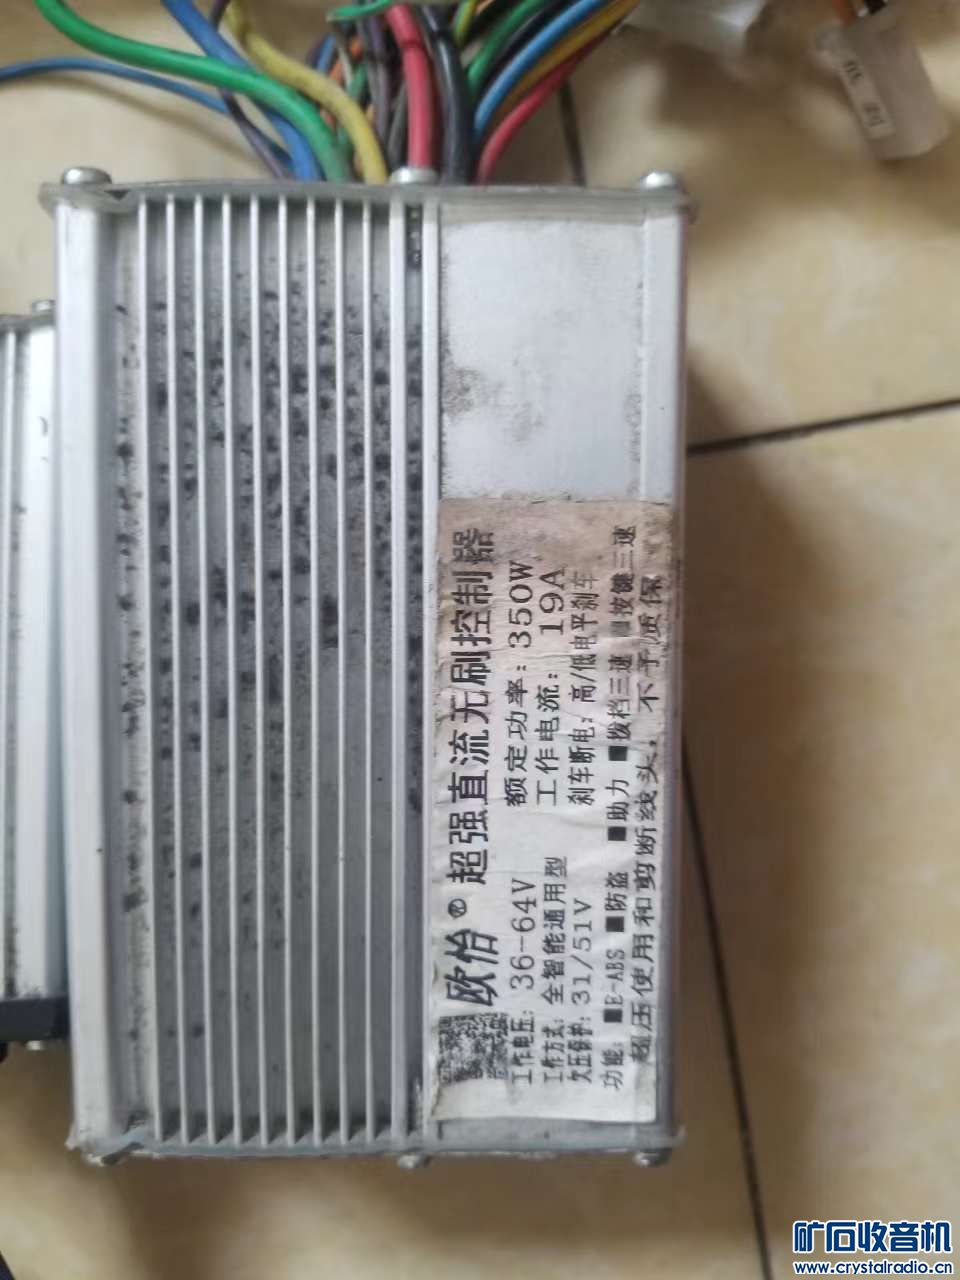 欧怡® 超强直流无刷控制器
工作电压: 36-64V 额定功率: 350W
工作方式: 全智能通用型 工作电流: 19A
欠压保护: 31/51V 刹车断电: 高/低电平刹车
功能: ■E-ABS ■防盗 ■助力 ■拨档三速 ■按键三速
超压使用和剪断线头, 不予质保
矿石收音机
www.crystalradio.cn